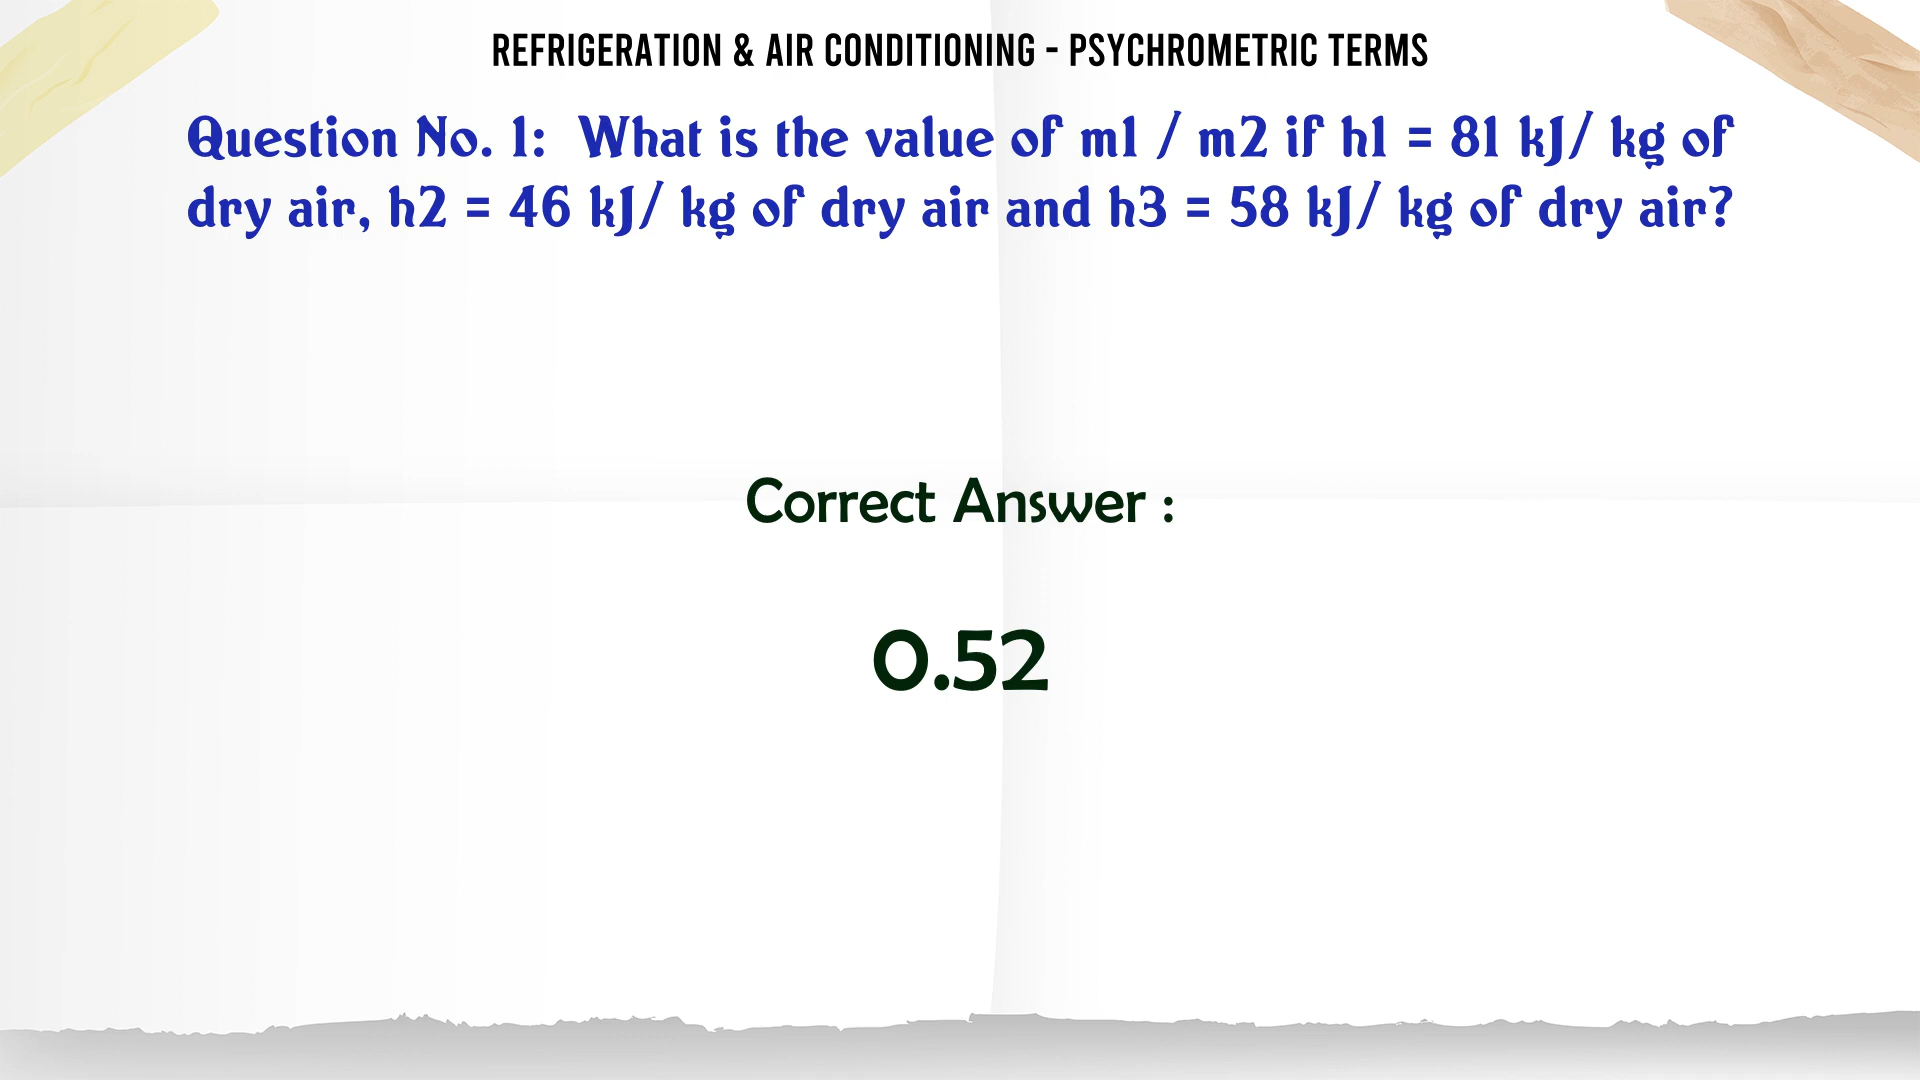 REFRIGERATION & AIR CONDITIONING - PSYCHROMETRIC TERMS
Question No. 1:  What is the value of m1 / m2 if h1 = 81 kJ/ kg of
dry air, h2 = 46 kJ/ kg of dry air and h3 = 58 kJ/ kg of dry air?
Correct Answer :
0.52